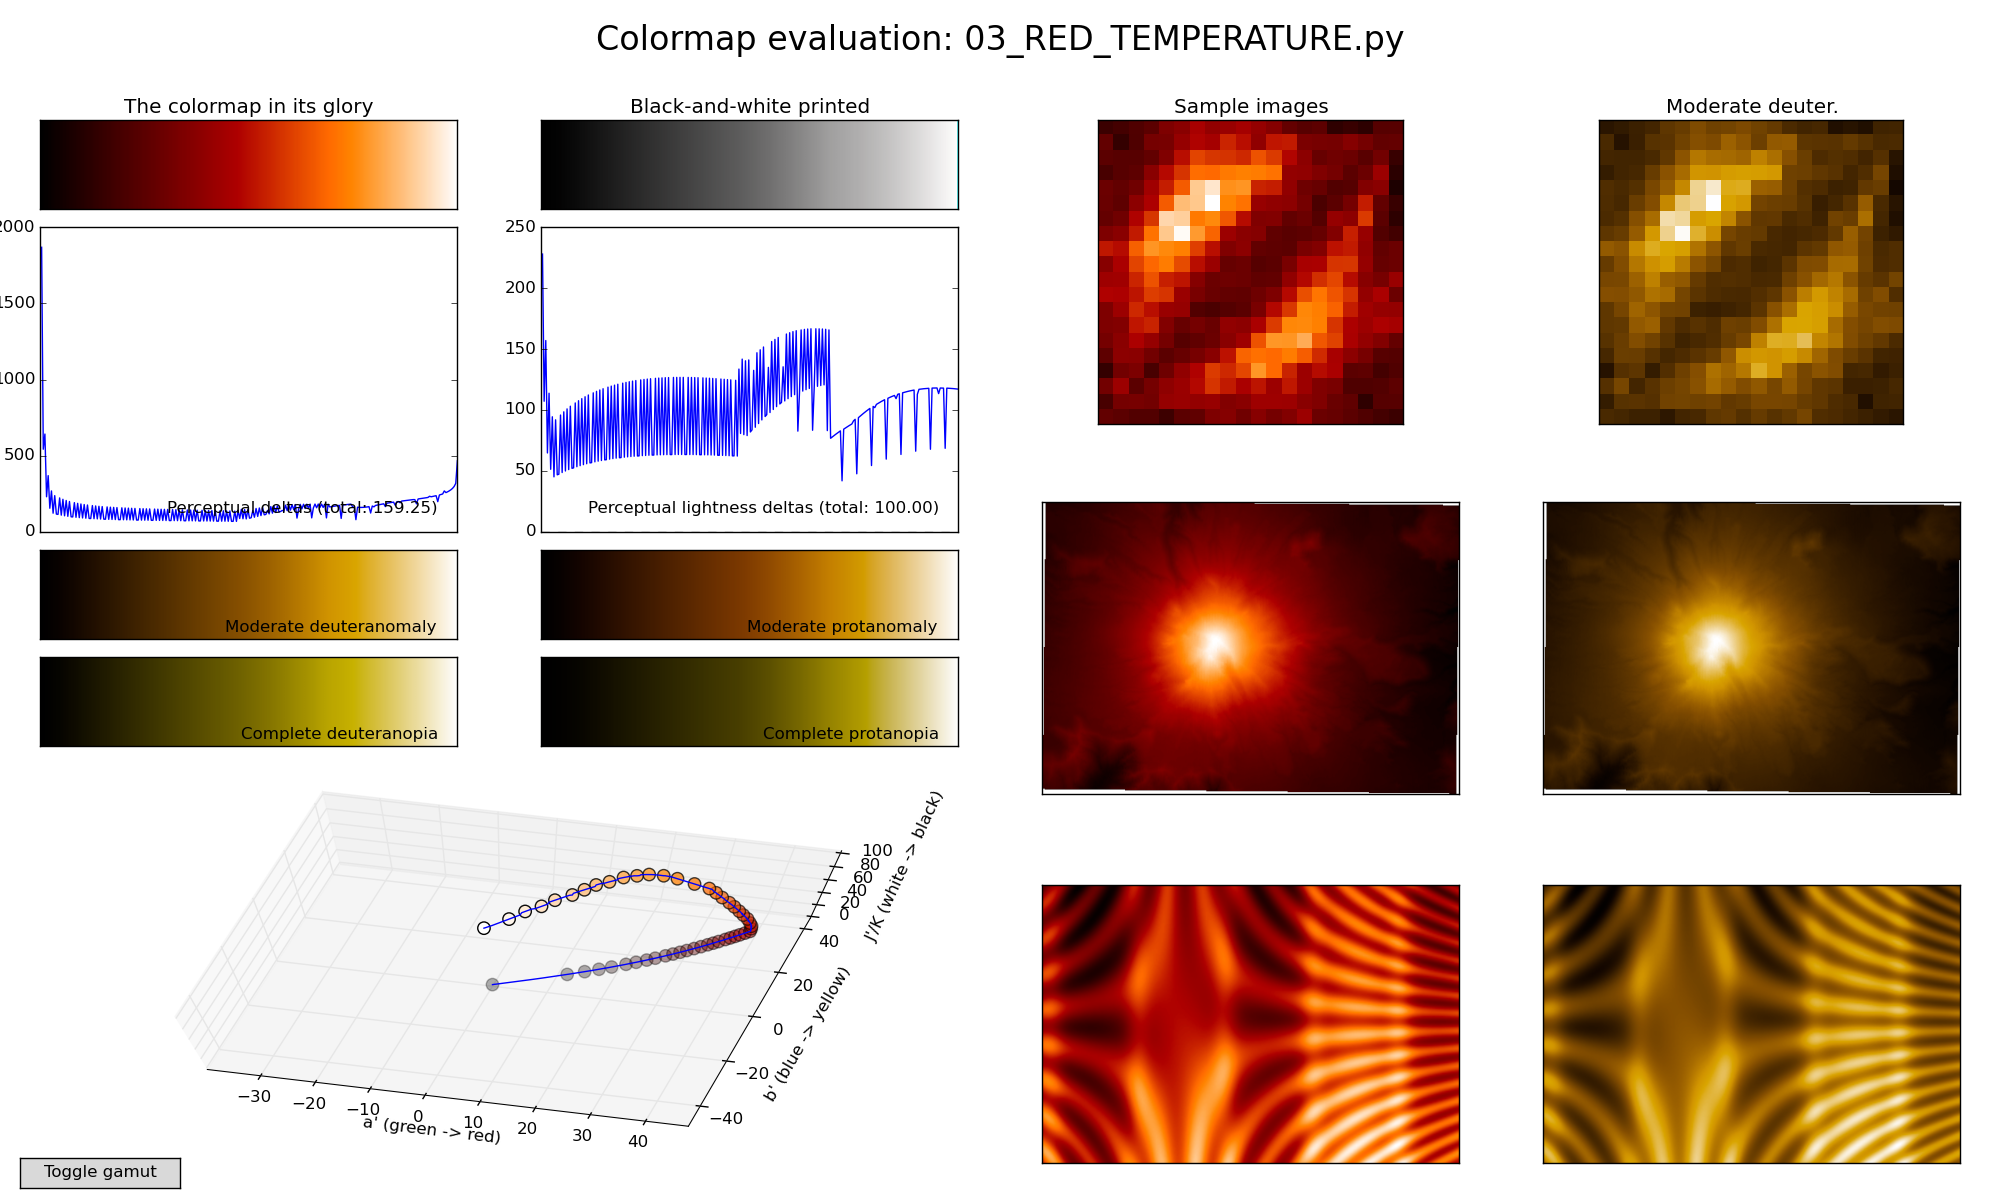 Colormap evaluation: 03_RED_TEMPERATURE.py
The colormap in its glory
Black-and-white printed
Sample images
Moderate deuter.
2000
1500
1000
500
0
Perceptual deltas (total: 159.25)
250
200
150
100
50
0
Perceptual lightness deltas (total: 100.00)
Moderate deuteranomaly
Moderate protanomaly
Complete deuteranopia
Complete protanopia
−30
−20
−10
0
10
20
30
40
a' (green -> red)
−40
−20
0
20
40
b' (blue -> yellow)
0
20
40
60
80
100
J'/K (white -> black)
Toggle gamut